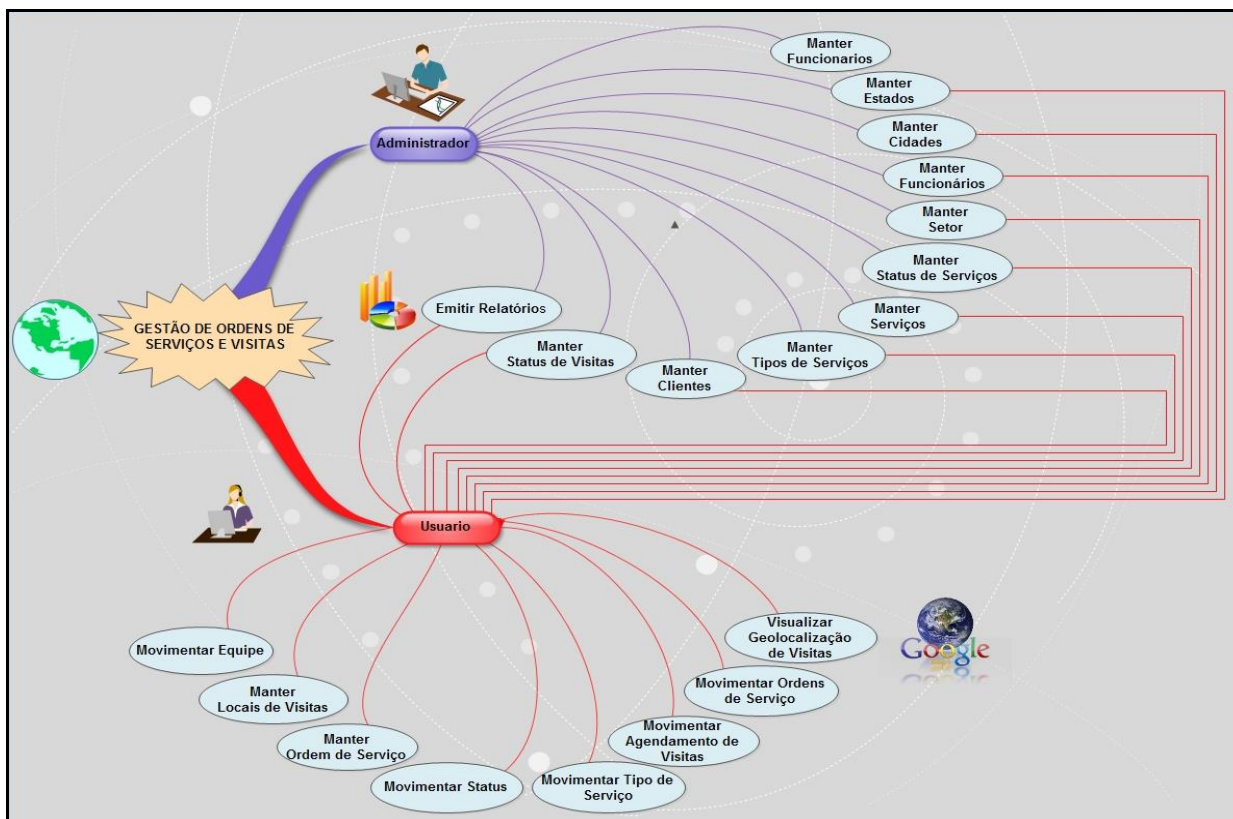 Manter
Funcionarios
Manter
Estados
Administrador
Manter
Cidades
Manter
Funcionários
Manter
Setor
Manter
Status de Serviços
Emitir Relatórios
Manter
Serviços
GESTÃO DE ORDENS DE
SERVIÇOS E VISITAS
Manter
Status de Visitas
Manter
Tipos de Serviços
Manter
Clientes
Usuario
Visualizar
Geolocalização
de Visitas
Google
Movimentar Equipe
Movimentar Ordens
de Serviço
Manter
Locais de Visitas
Movimentar
Agendamento de
Visitas
Manter
Ordem de Serviço
Movimentar Status
Movimentar Tipo de
Serviço